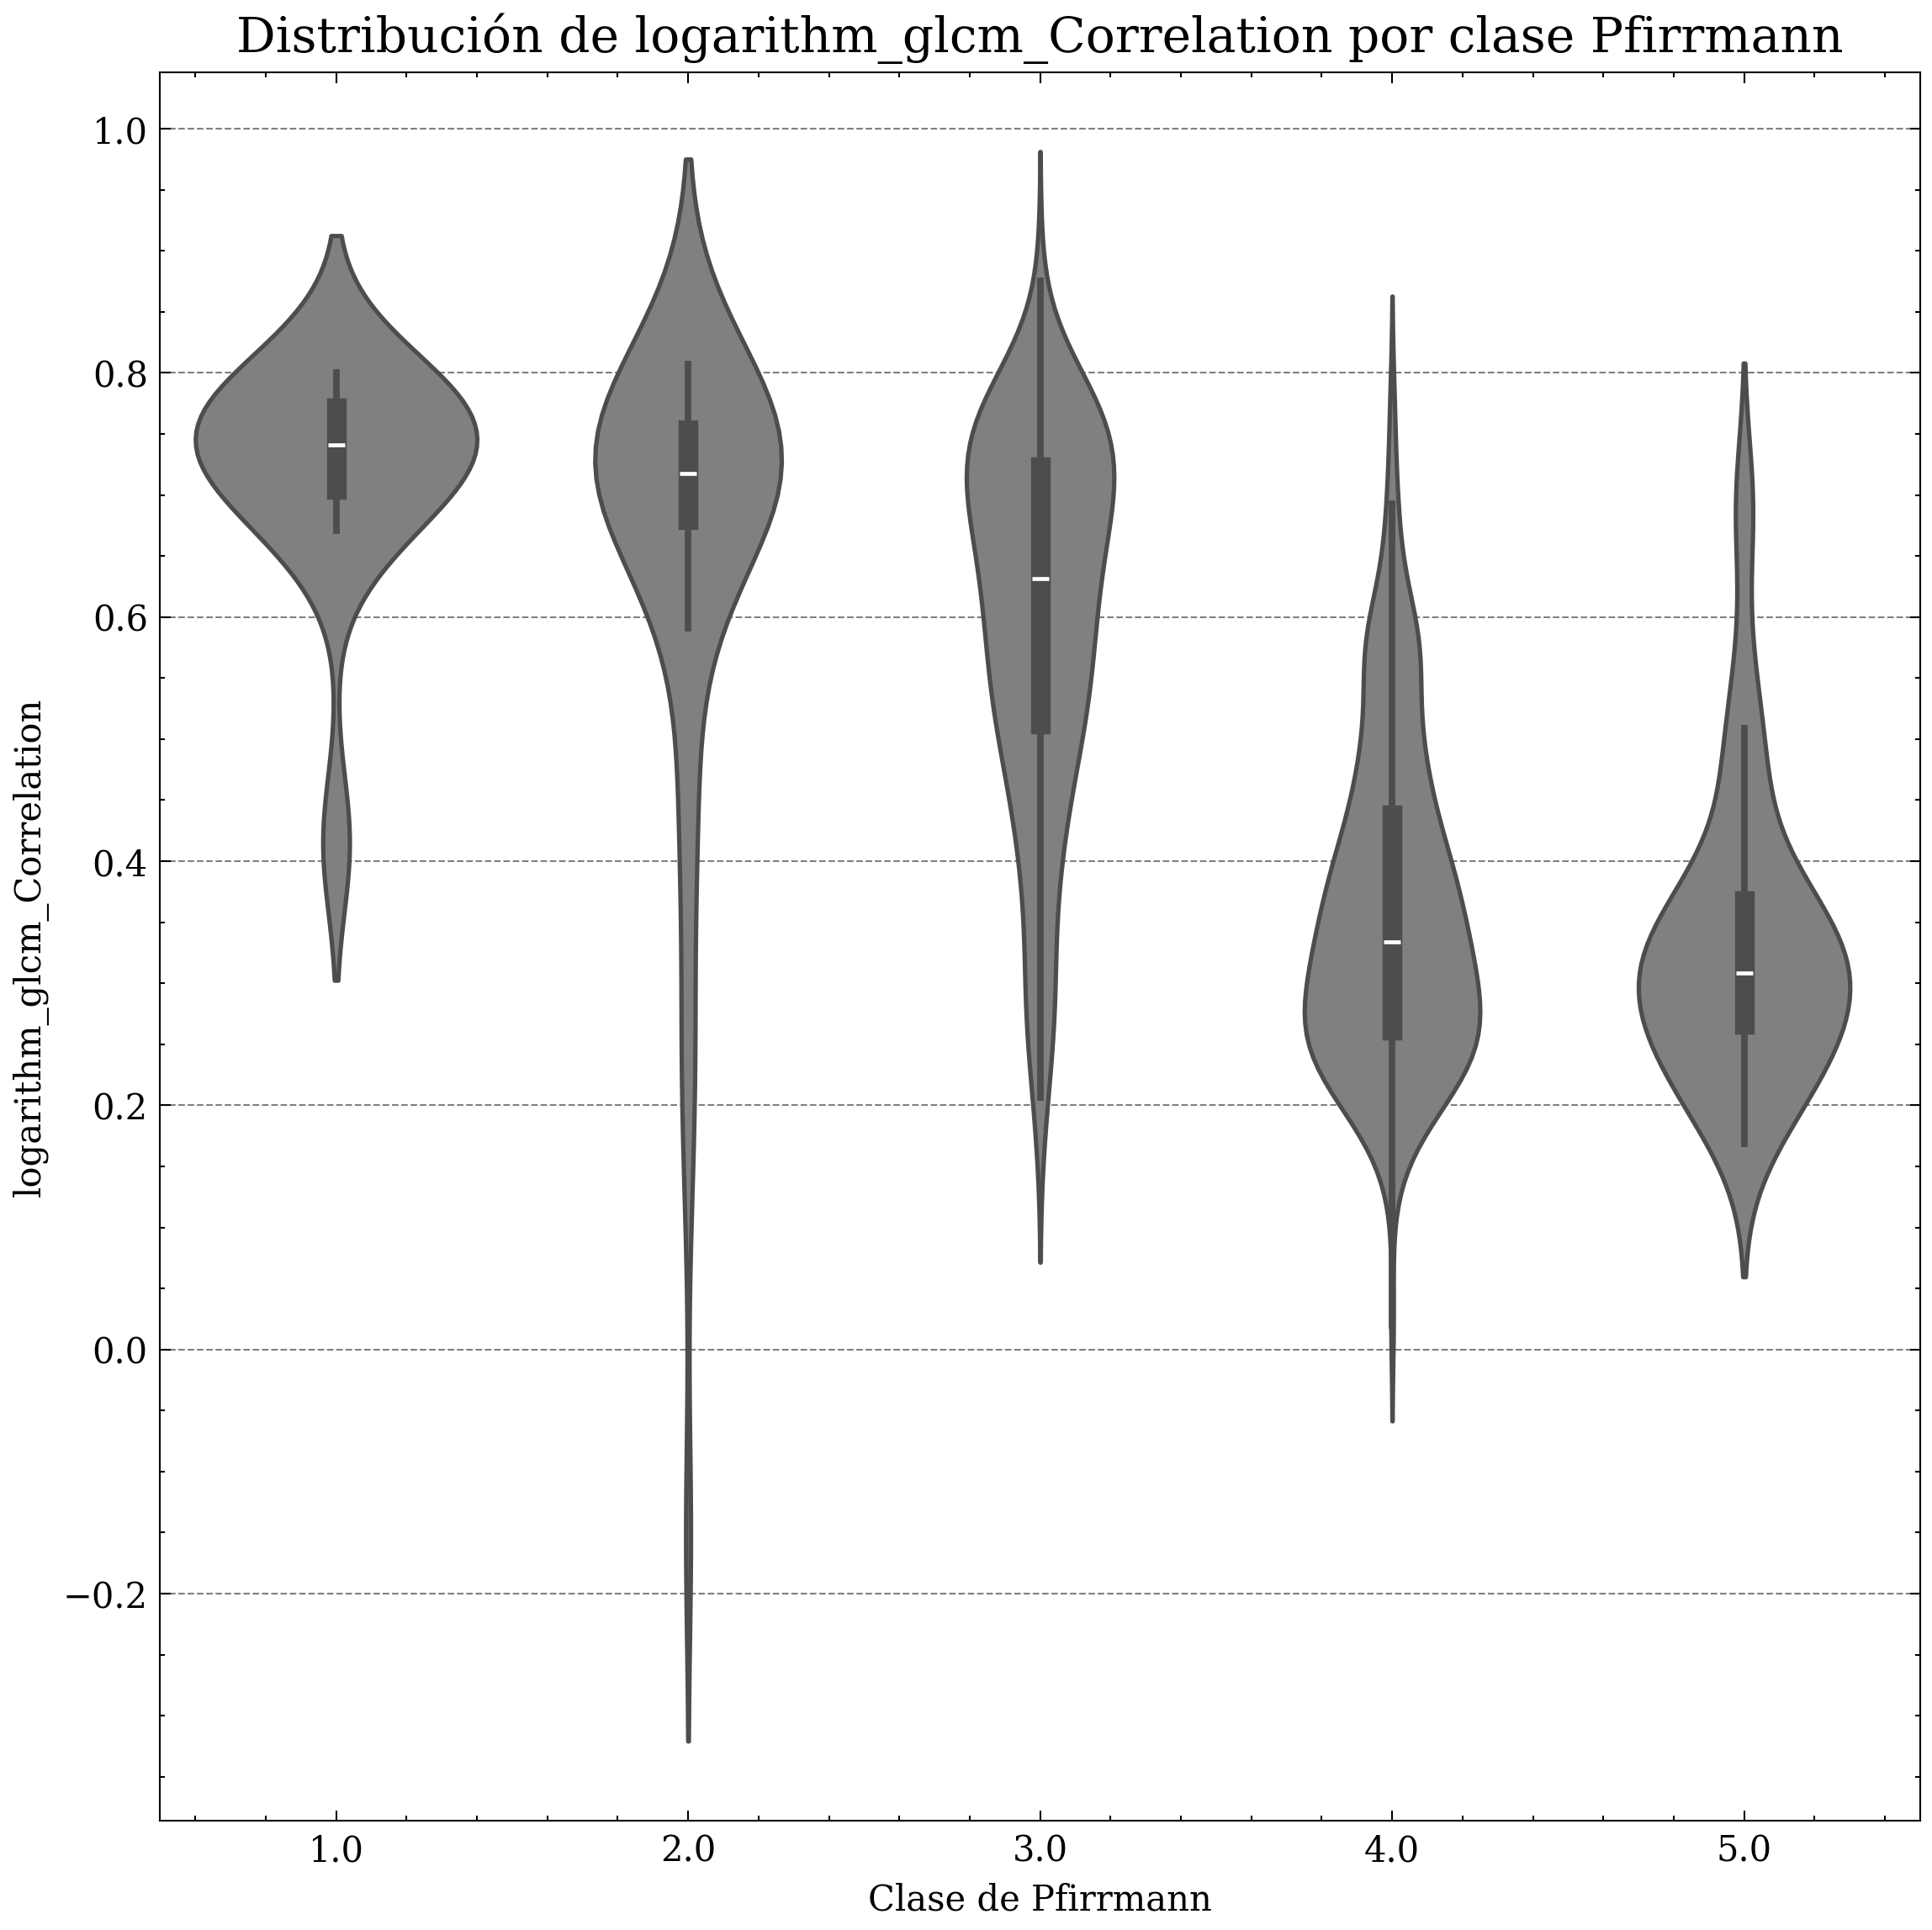 Distribución de logarithm_glcm_Correlation por clase Pfirrmann
logarithm_glcm_Correlation
1.0
0.8
0.6
0.4
0.2
0.0
−0.2
1.0 2.0 3.0 4.0 5.0
Clase de Pfirrmann